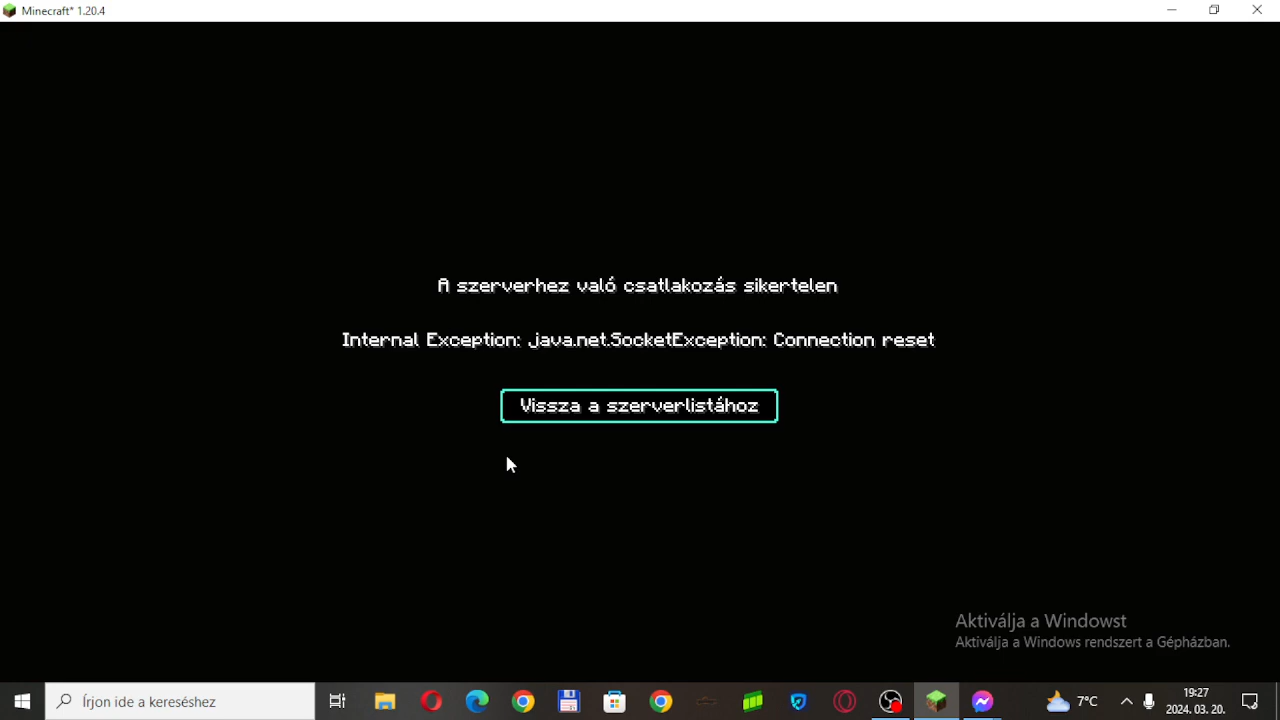 Minecraft* 1.20.4
A szerverhez való csatlakozás sikertelen
Internal Exception: java.net.SocketException: Connection reset
Vissza a szerverlistához
Aktiválja a Windowst
Aktiválja a Windows rendszert a Gépházban.
Írjon ide a kereséshez
7°C
19:27
2024. 03. 20.